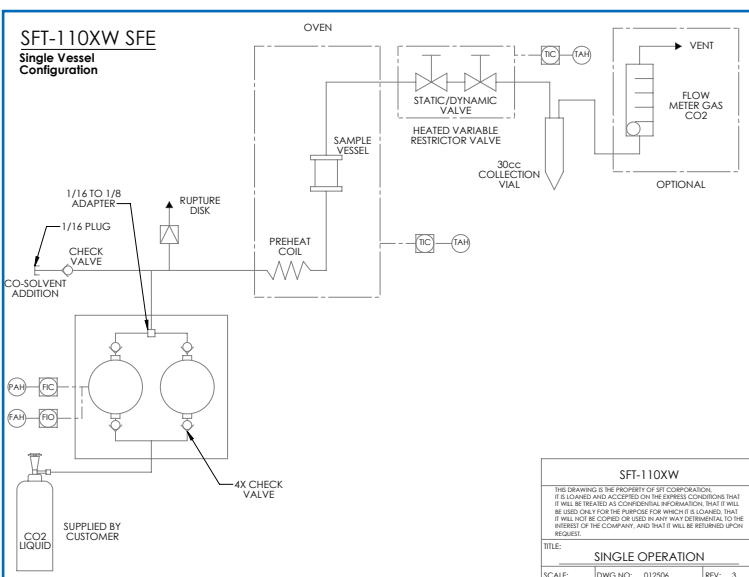 SFT-110XW SFE
Single Vessel
Configuration
OVEN
TIC
TAH
VENT
STATIC/DYNAMIC
VALVE
HEATED VARIABLE
RESTRICTOR VALVE
FLOW
METER GAS
CO2
SAMPLE
VESSEL
30cc
COLLECTION
VIAL
OPTIONAL
1/16 TO 1/8
ADAPTER
RUPTURE
DISK
1/16 PLUG
CHECK
VALVE
PREHEAT
COIL
TIC
TAH
CO-SOLVENT
ADDITION
PAH
FIC
FAH
FIO
4X CHECK
VALVE
CO2
LIQUID
SUPPLIED BY
CUSTOMER
SFT-110XW
THIS DRAWING IS THE PROPERTY OF SFT CORPORATION.
IT IS LOANED AND ACCEPTED ON THE EXPRESS CONDITIONS THAT
IT WILL BE TREATED AS CONFIDENTIAL INFORMATION, THAT IT WILL
BE USED ONLY FOR THE PURPOSE FOR WHICH IT IS LOANED, THAT
IT WILL NOT BE COPIED OR USED IN ANY WAY DETRIMENTAL TO THE
INTEREST OF THE COMPANY, AND THAT IT WILL BE RETURNED UPON
REQUEST.
TITLE:
SINGLE OPERATION
SCALE: DWG NO: 012506 REV: 3